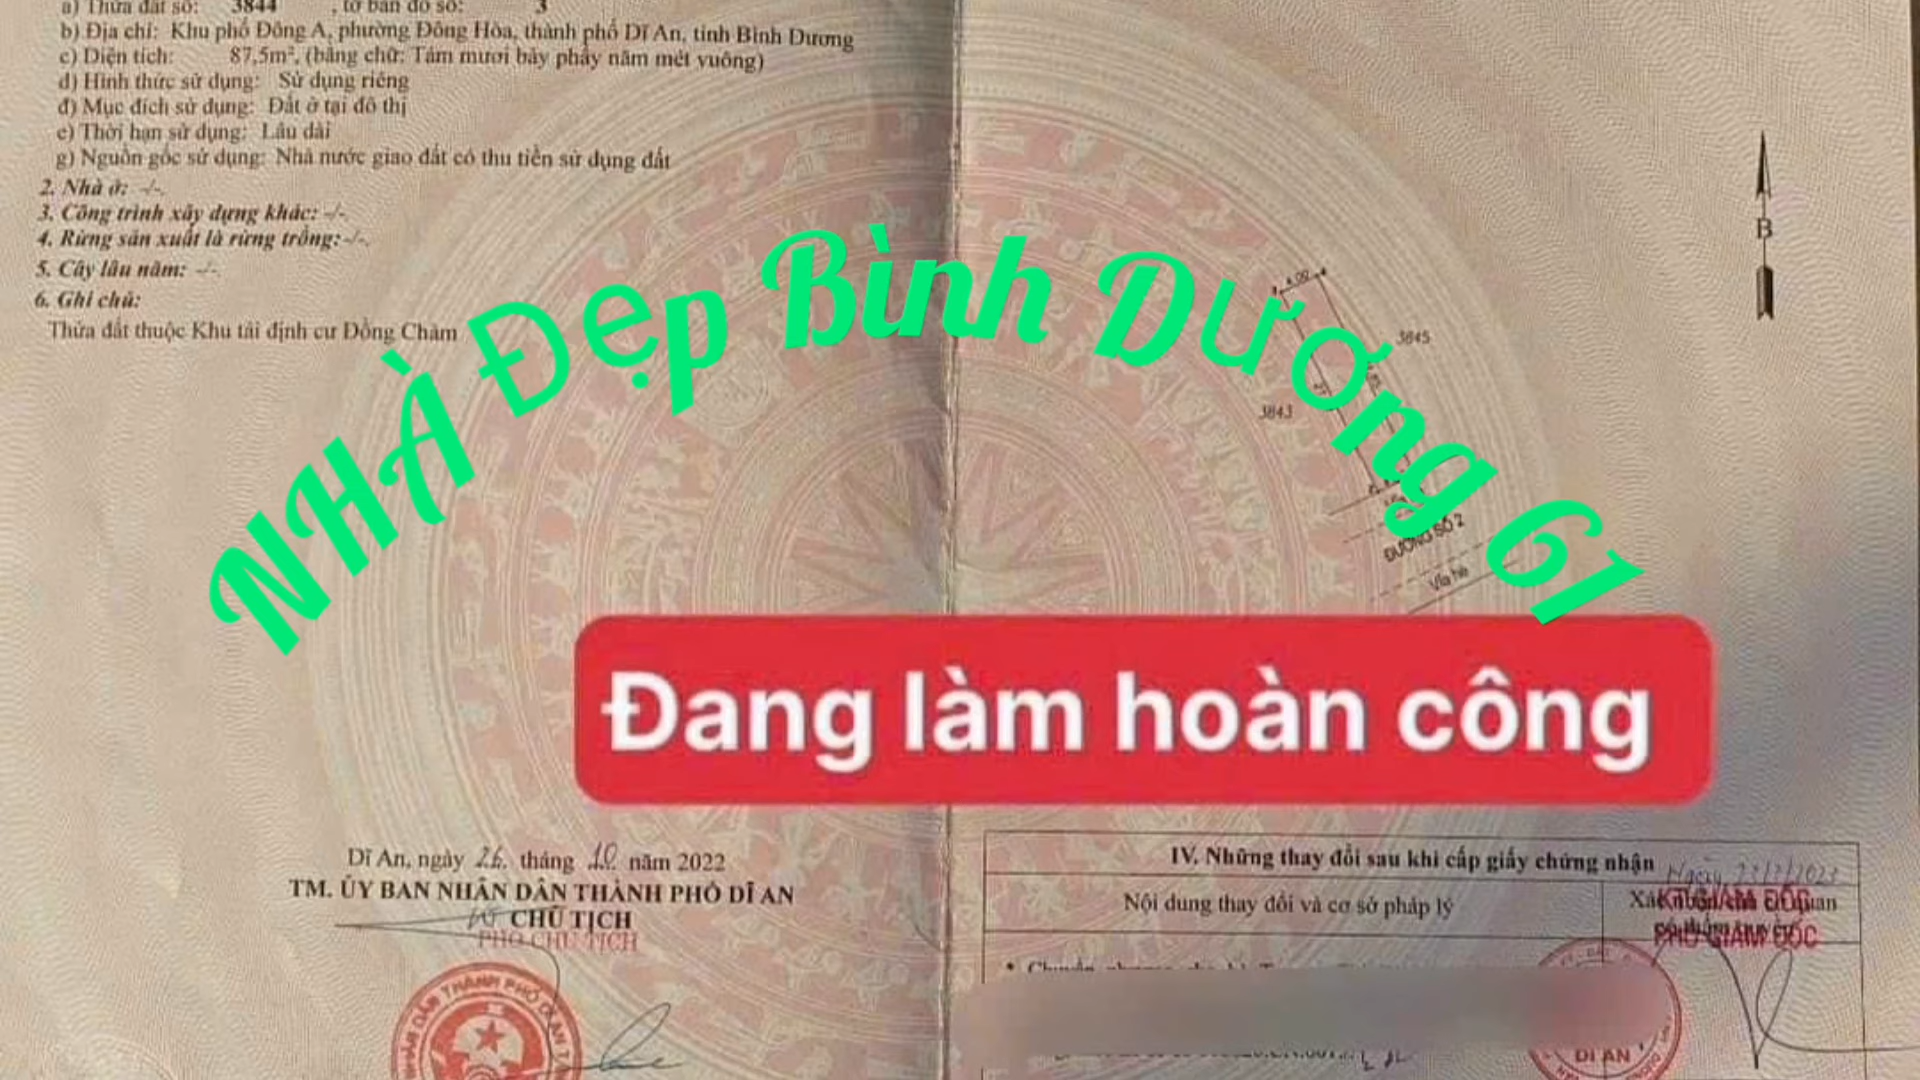 a) Thửa đất số: 3844 , tờ bản đồ số: 3
b) Địa chỉ: Khu phố Đông A, phường Đông Hòa, thành phố Dĩ An, tỉnh Bình Dương
c) Diện tích: 87,5m², (bằng chữ: Tám mươi bảy phẩy năm mét vuông)
d) Hình thức sử dụng: Sử dụng riêng
đ) Mục đích sử dụng: Đất ở tại đô thị
e) Thời hạn sử dụng: Lâu dài
g) Nguồn gốc sử dụng: Nhà nước giao đất có thu tiền sử dụng đất
2. Nhà ở: -/-.
3. Công trình xây dựng khác: -/-.
4. Rừng sản xuất là rừng trồng: -/-.
5. Cây lâu năm: -/-.
6. Ghi chú:
Thửa đất thuộc Khu tái định cư Đồng Chàm
B
4.00
3845
3843
ĐƯỜNG SỐ 2
Vỉa hè
NHÀ Đẹp Bình Dương 61
Đang làm hoàn công
Dĩ An, ngày 26 tháng 10 năm 2022
TM. ỦY BAN NHÂN DÂN THÀNH PHỐ DĨ AN
CHỦ TỊCH
PHÓ CHỦ TỊCH
IV. Những thay đổi sau khi cấp giấy chứng nhận
Nội dung thay đổi và cơ sở pháp lý
KT. GIÁM ĐỐC
PHÓ GIÁM ĐỐC
DĨ AN